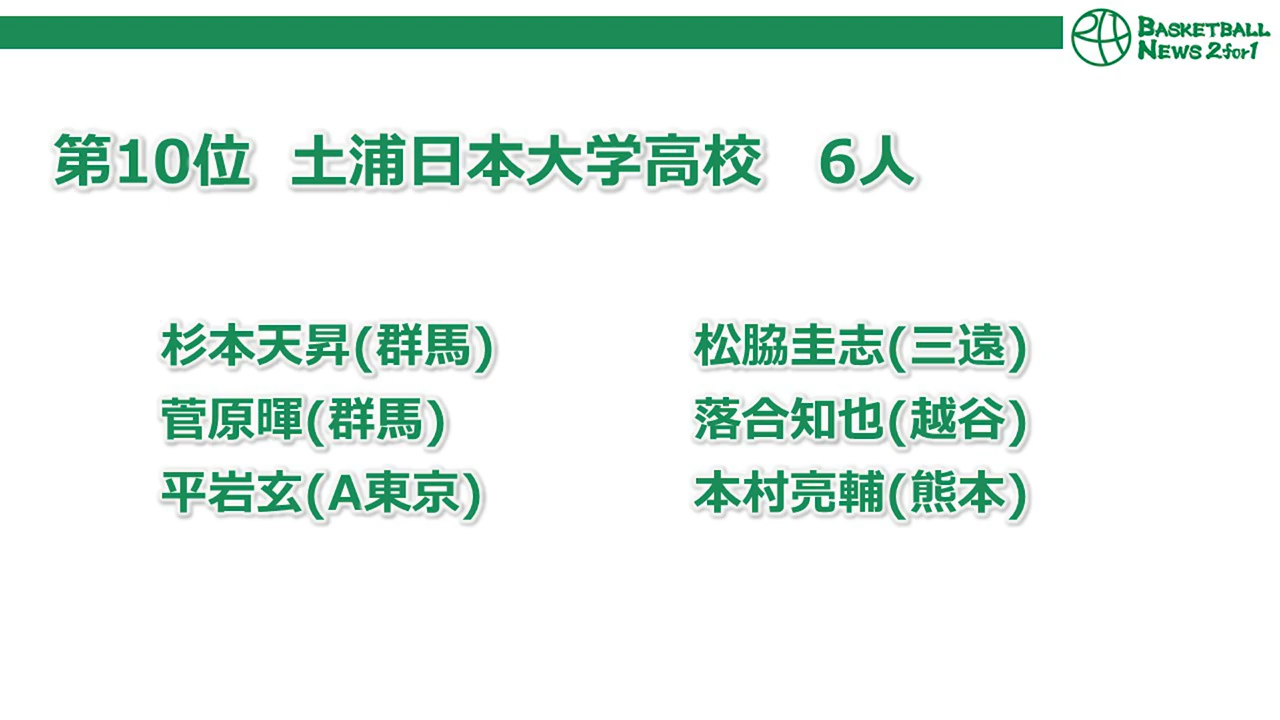 BASKETBALL
NEWS 2for1
第10位 土浦日本大学高校　6人
杉本天昇(群馬)
菅原暉(群馬)
平岩玄(A東京)
松脇圭志(三遠)
落合知也(越谷)
本村亮輔(熊本)